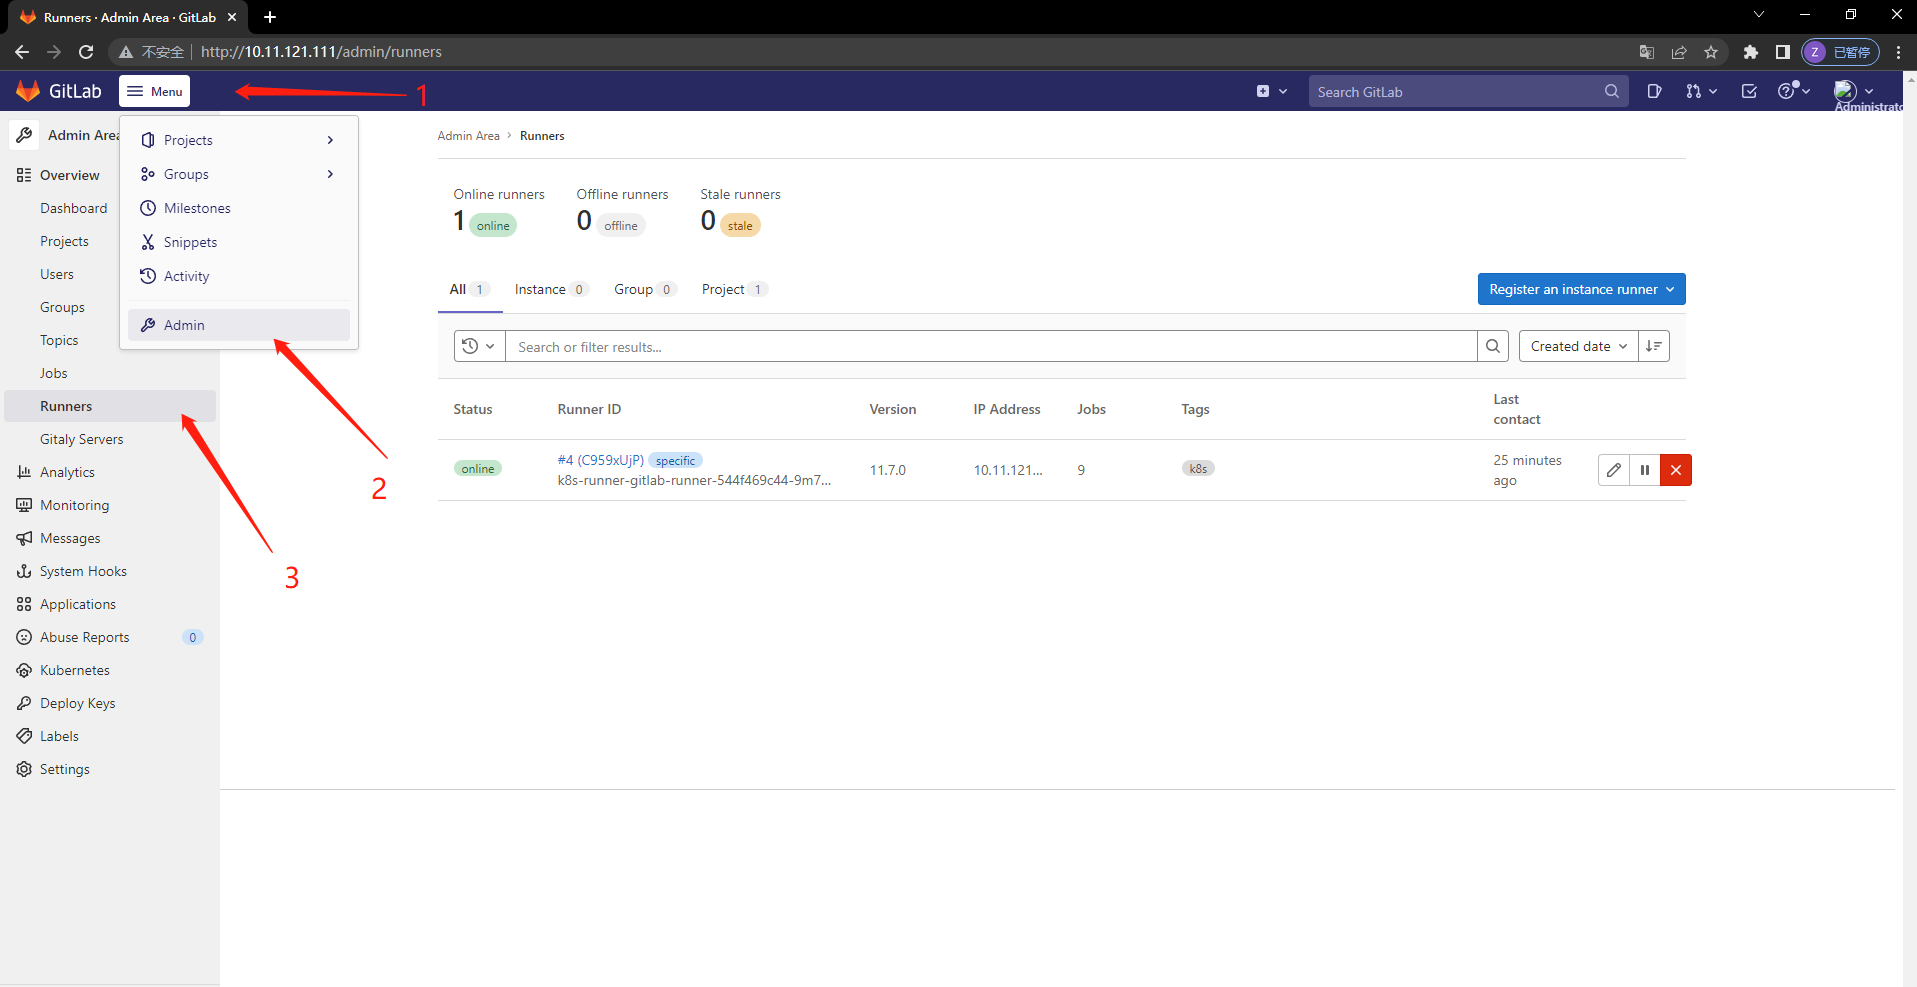 Runners · Admin Area · GitLab
不安全 http://10.11.121.111/admin/runners
Z 已暂停
GitLab Menu
1
Search GitLab
Administrato
Admin Area
Overview
Dashboard
Projects
Users
Groups
Topics
Jobs
Runners
Gitaly Servers
Analytics
Monitoring
Messages
System Hooks
Applications
Abuse Reports 0
Kubernetes
Deploy Keys
Labels
Settings
Projects
Groups
Milestones
Snippets
Activity
Admin
2
3
Admin Area › Runners
Online runners
1 online
Offline runners
0 offline
Stale runners
0 stale
All 1 Instance 0 Group 0 Project 1
Register an instance runner
Search or filter results...
Created date
Status Runner ID Version IP Address Jobs Tags Last contact
online
#4 (C959xUjP) specific
k8s-runner-gitlab-runner-544f469c44-9m7...
11.7.0
10.11.121...
9
k8s
25 minutes
ago